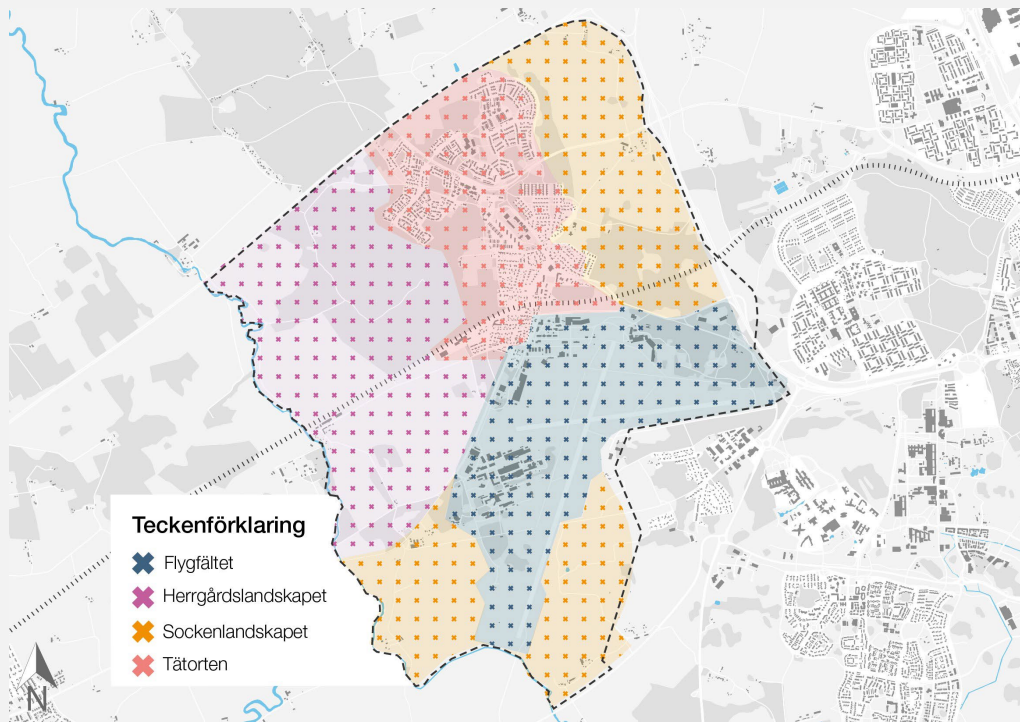 Teckenförklaring
Flygfältet
Herrgårdslandskapet
Sockenlandskapet
Tätorten
N